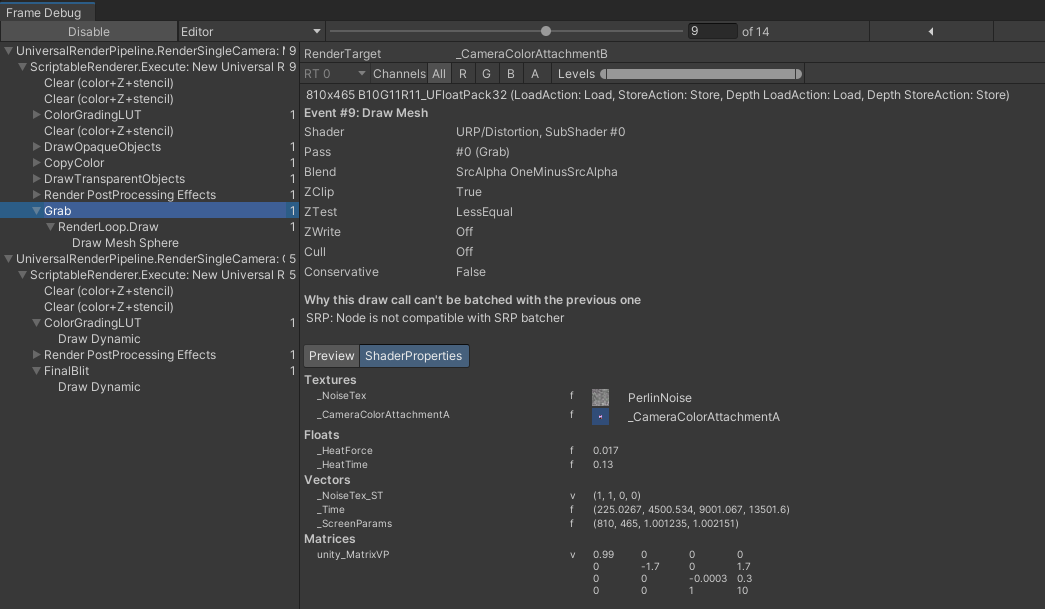 Frame Debug
Disable Editor 9 of 14
UniversalRenderPipeline.RenderSingleCamera: 9
ScriptableRenderer.Execute: New Universal R 9
Clear (color+Z+stencil)
Clear (color+Z+stencil)
ColorGradingLUT 1
Clear (color+Z+stencil)
DrawOpaqueObjects 1
CopyColor 1
DrawTransparentObjects 1
Render PostProcessing Effects 1
Grab 1
RenderLoop.Draw 1
Draw Mesh Sphere
UniversalRenderPipeline.RenderSingleCamera: 5
ScriptableRenderer.Execute: New Universal R 5
Clear (color+Z+stencil)
Clear (color+Z+stencil)
ColorGradingLUT 1
Draw Dynamic
Render PostProcessing Effects 1
FinalBlit 1
Draw Dynamic
RenderTarget _CameraColorAttachmentB
RT 0 Channels All R G B A Levels
810x465 B10G11R11_UFloatPack32 (LoadAction: Load, StoreAction: Store, Depth LoadAction: Load, Depth StoreAction: Store)
Event #9: Draw Mesh
Shader URP/Distortion, SubShader #0
Pass #0 (Grab)
Blend SrcAlpha OneMinusSrcAlpha
ZClip True
ZTest LessEqual
ZWrite Off
Cull Off
Conservative False
Why this draw call can't be batched with the previous one
SRP: Node is not compatible with SRP batcher
Preview ShaderProperties
Textures
_NoiseTex f PerlinNoise
_CameraColorAttachmentA f _CameraColorAttachmentA
Floats
_HeatForce f 0.017
_HeatTime f 0.13
Vectors
_NoiseTex_ST v (1, 1, 0, 0)
_Time f (225.0267, 4500.534, 9001.067, 13501.6)
_ScreenParams f (810, 465, 1.001235, 1.002151)
Matrices
unity_MatrixVP v 0.99 0 0 0
0 -1.7 0 1.7
0 0 -0.0003 0.3
0 0 1 10